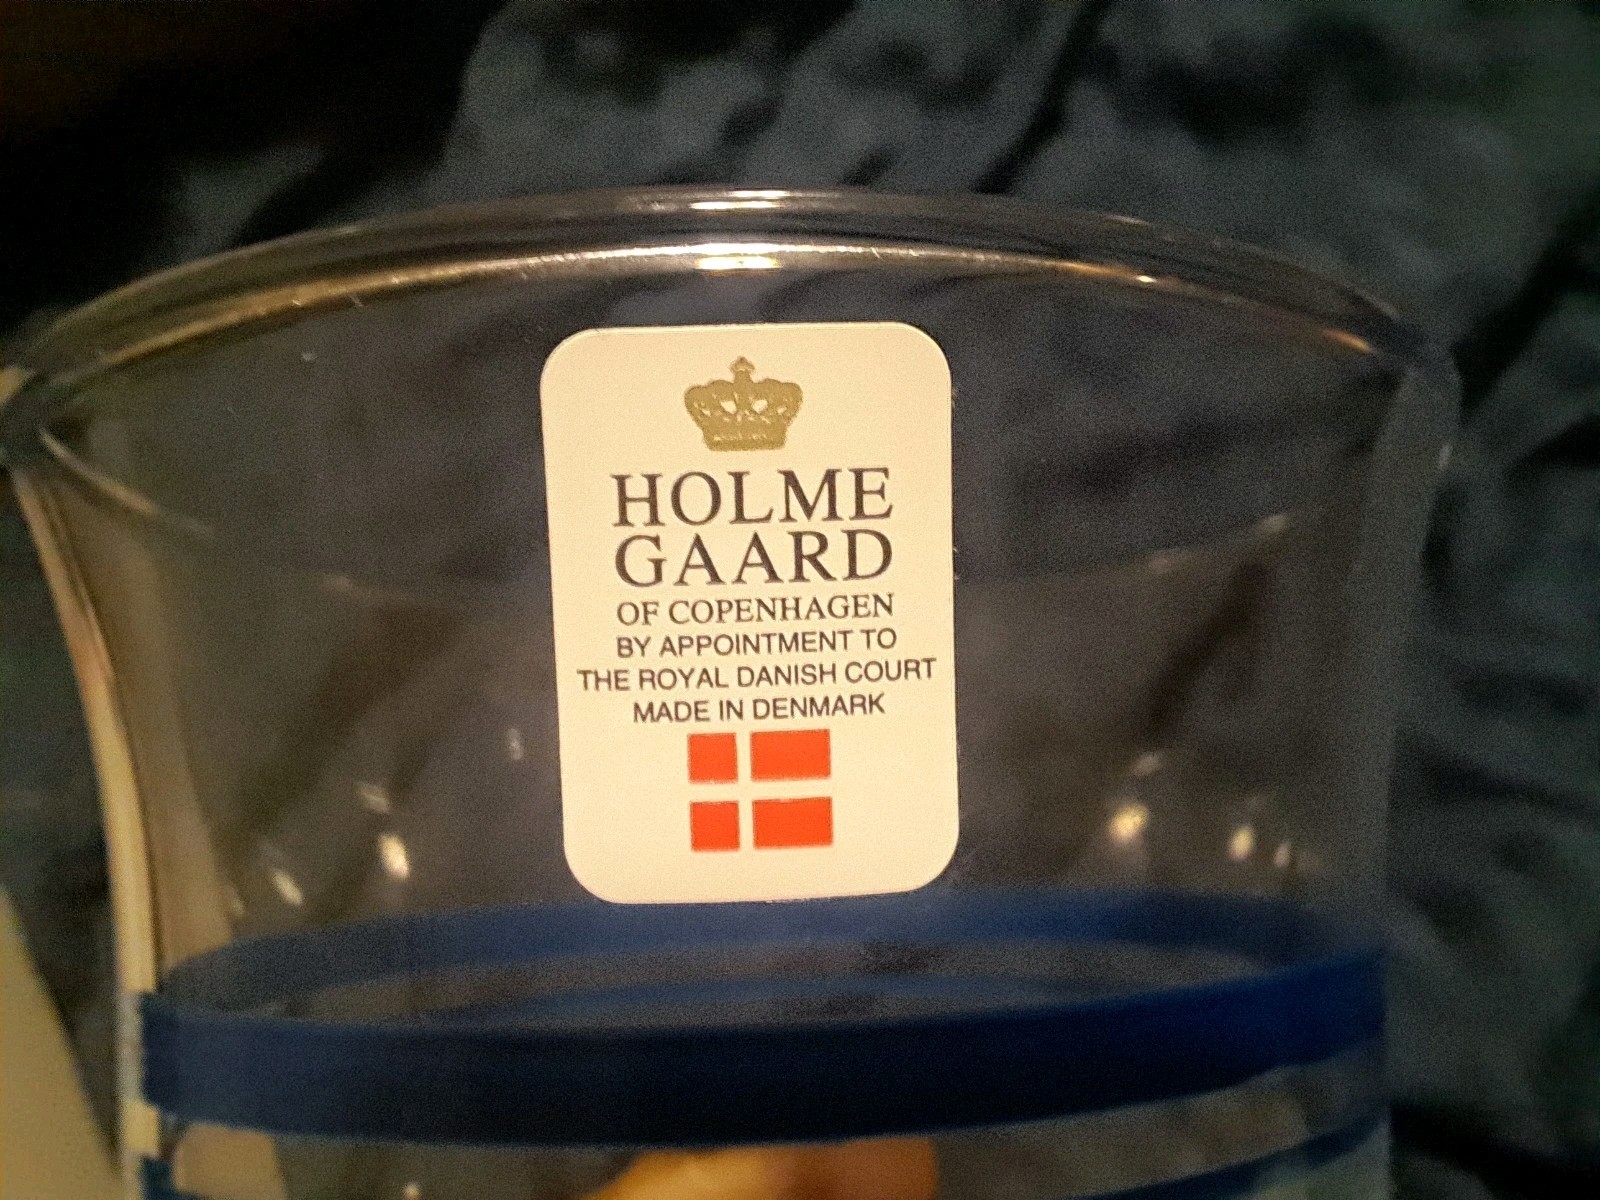 HOLME
GAARD
OF COPENHAGEN
BY APPOINTMENT TO
THE ROYAL DANISH COURT
MADE IN DENMARK